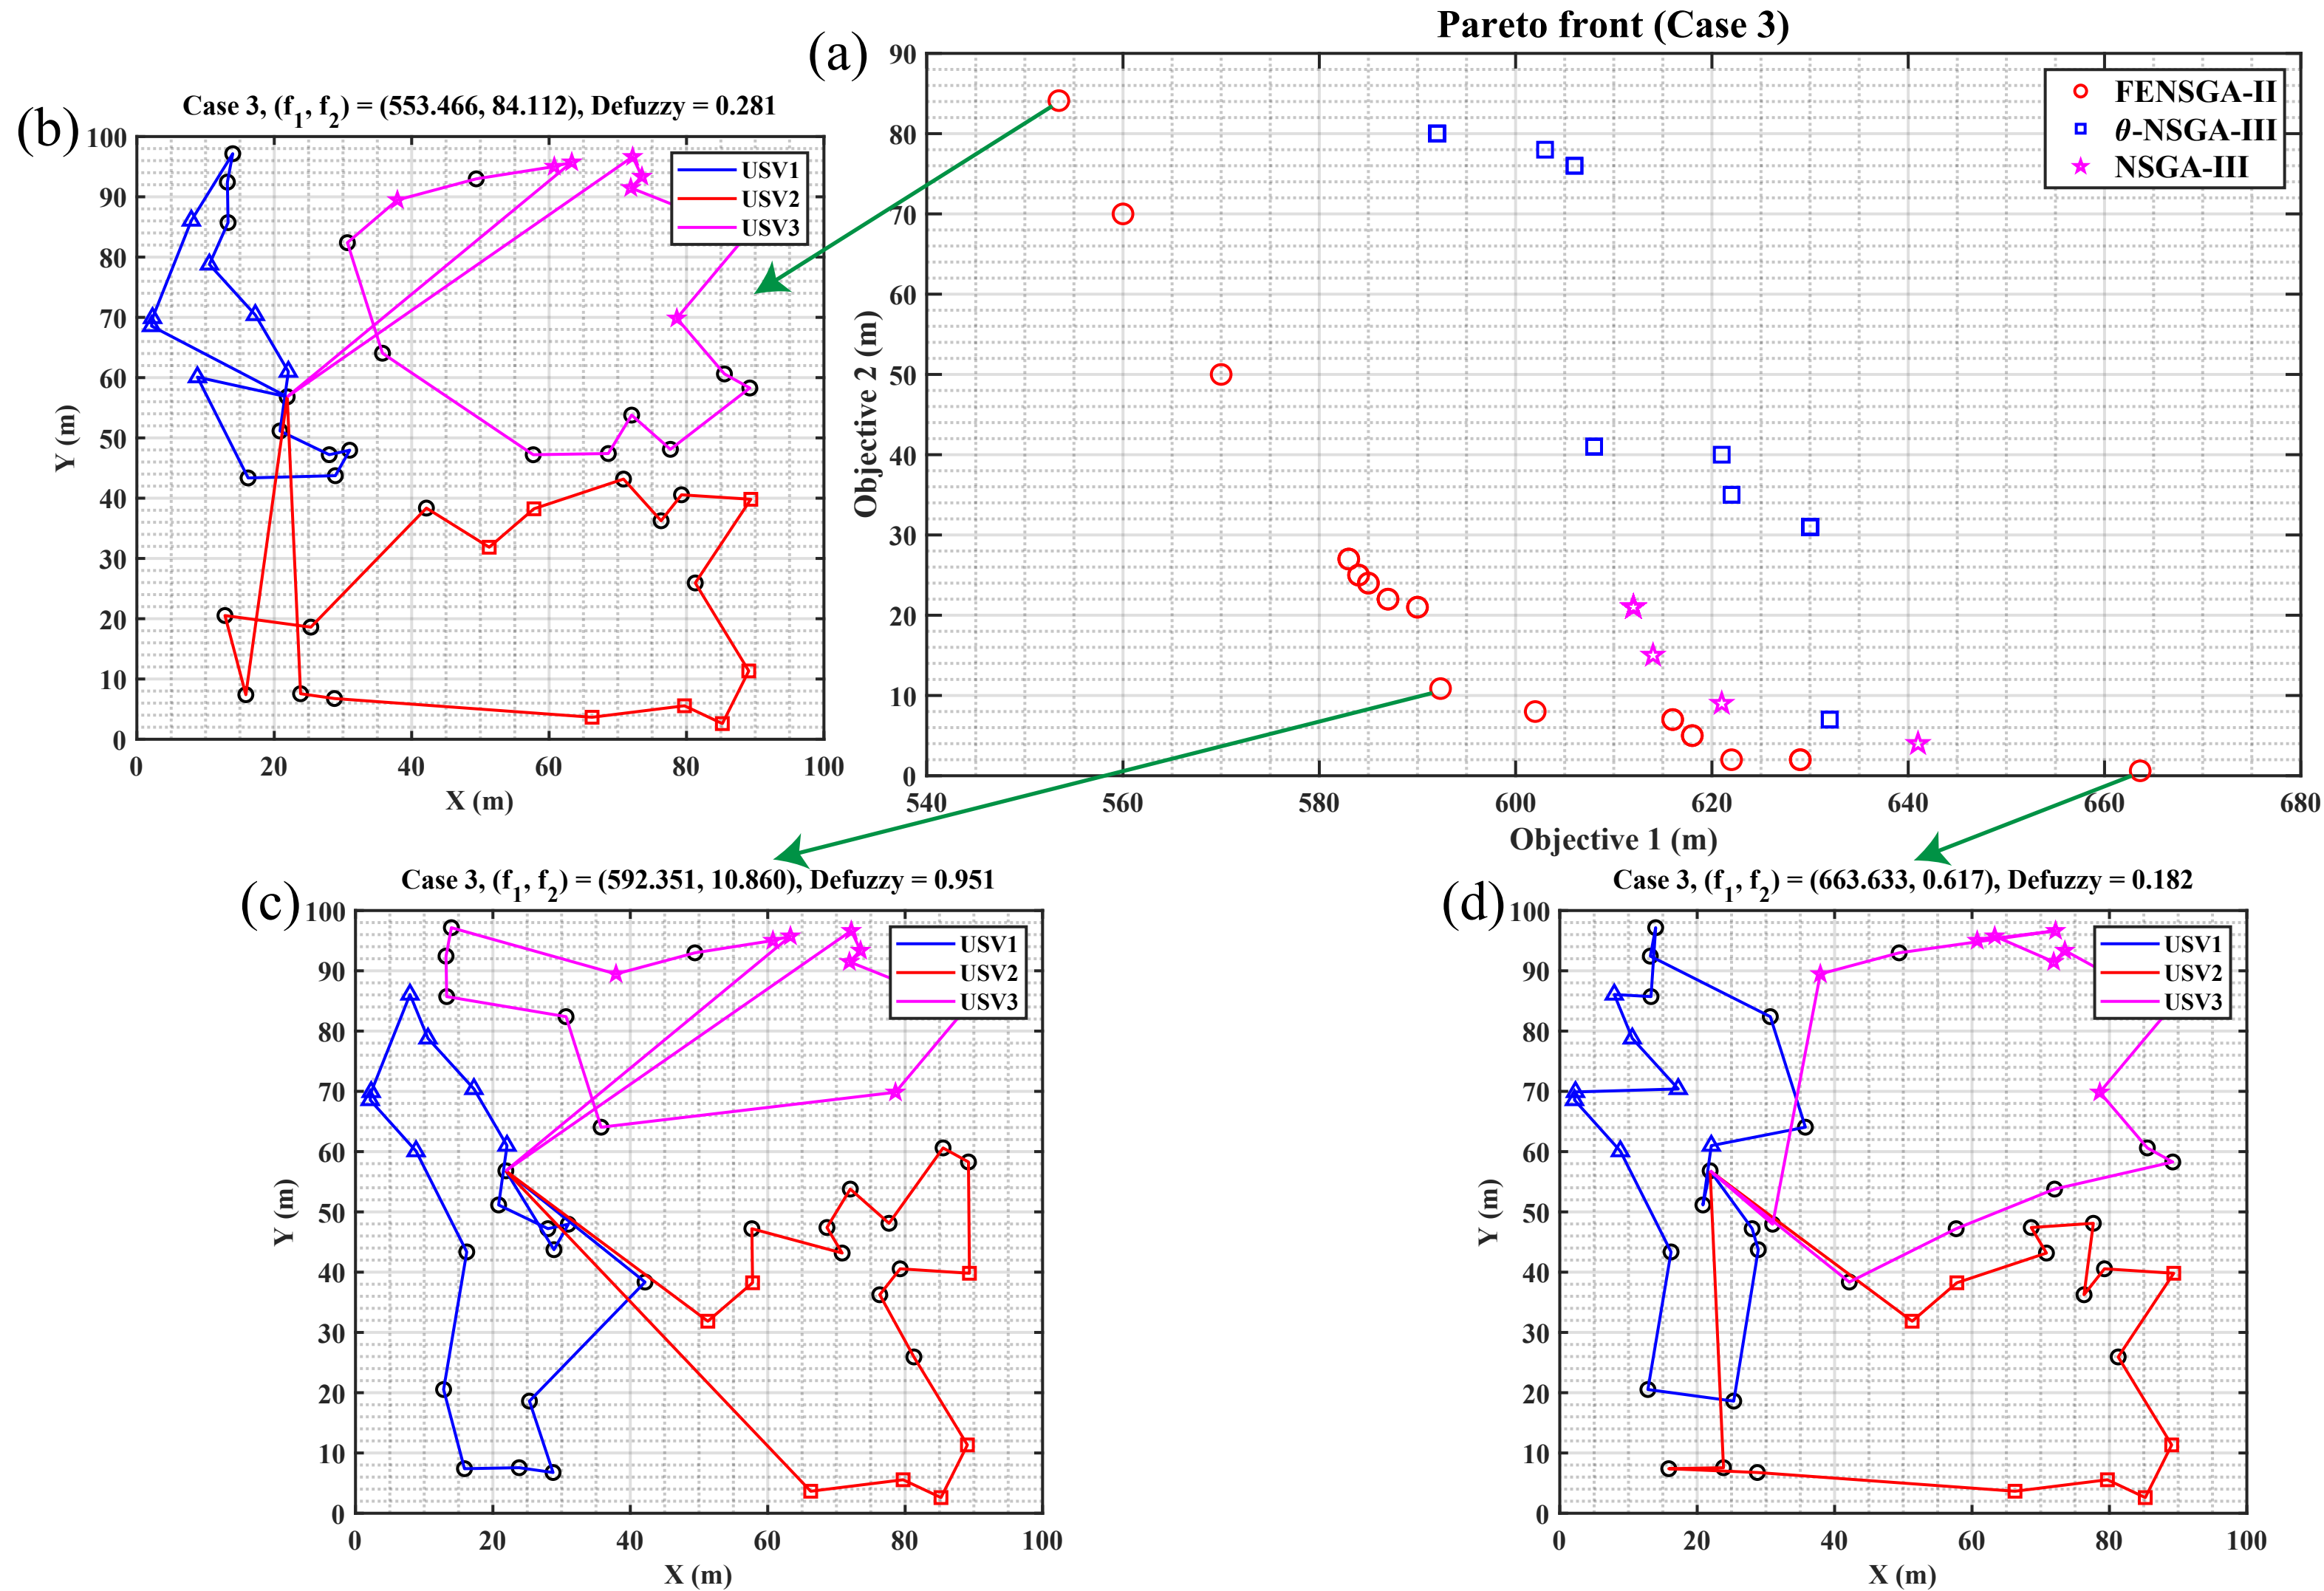 Pareto front (Case 3)
(a)
90
80
70
60
50
40
30
20
10
0
Objective 2 (m)
540 560 580 600 620 640 660 680
Objective 1 (m)
FENSGA-II
θ-NSGA-III
NSGA-III
(b)
Case 3, (f1, f2) = (553.466, 84.112), Defuzzy = 0.281
100
90
80
70
60
50
40
30
20
10
0
Y (m)
0 20 40 60 80 100
X (m)
USV1
USV2
USV3
(c)
Case 3, (f1, f2) = (592.351, 10.860), Defuzzy = 0.951
100
90
80
70
60
50
40
30
20
10
0
Y (m)
0 20 40 60 80 100
X (m)
USV1
USV2
USV3
(d)
Case 3, (f1, f2) = (663.633, 0.617), Defuzzy = 0.182
100
90
80
70
60
50
40
30
20
10
0
Y (m)
0 20 40 60 80 100
X (m)
USV1
USV2
USV3